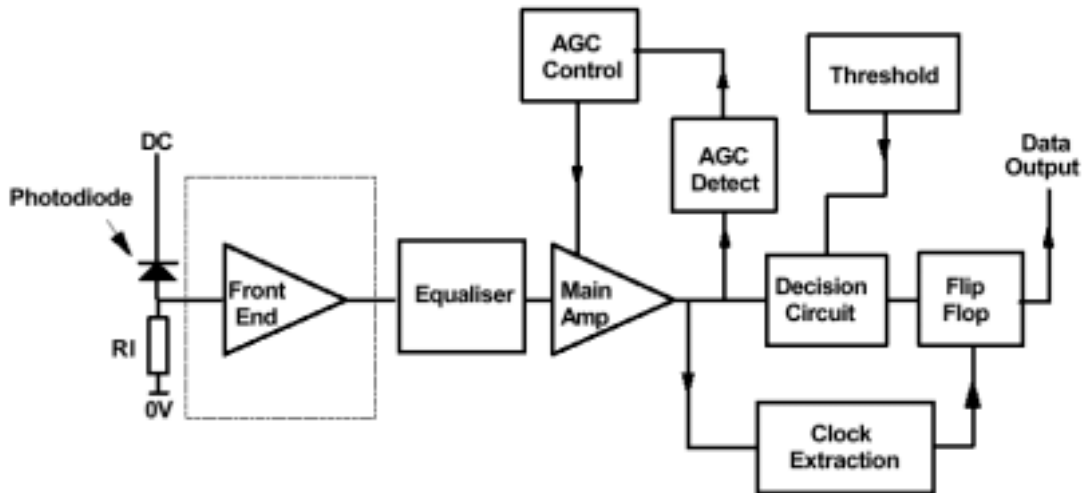 AGC
Control
Threshold
DC
AGC
Detect
Data
Output
Photodiode
Front
End
Equaliser
Main
Amp
Decision
Circuit
Flip
Flop
RI
0V
Clock
Extraction